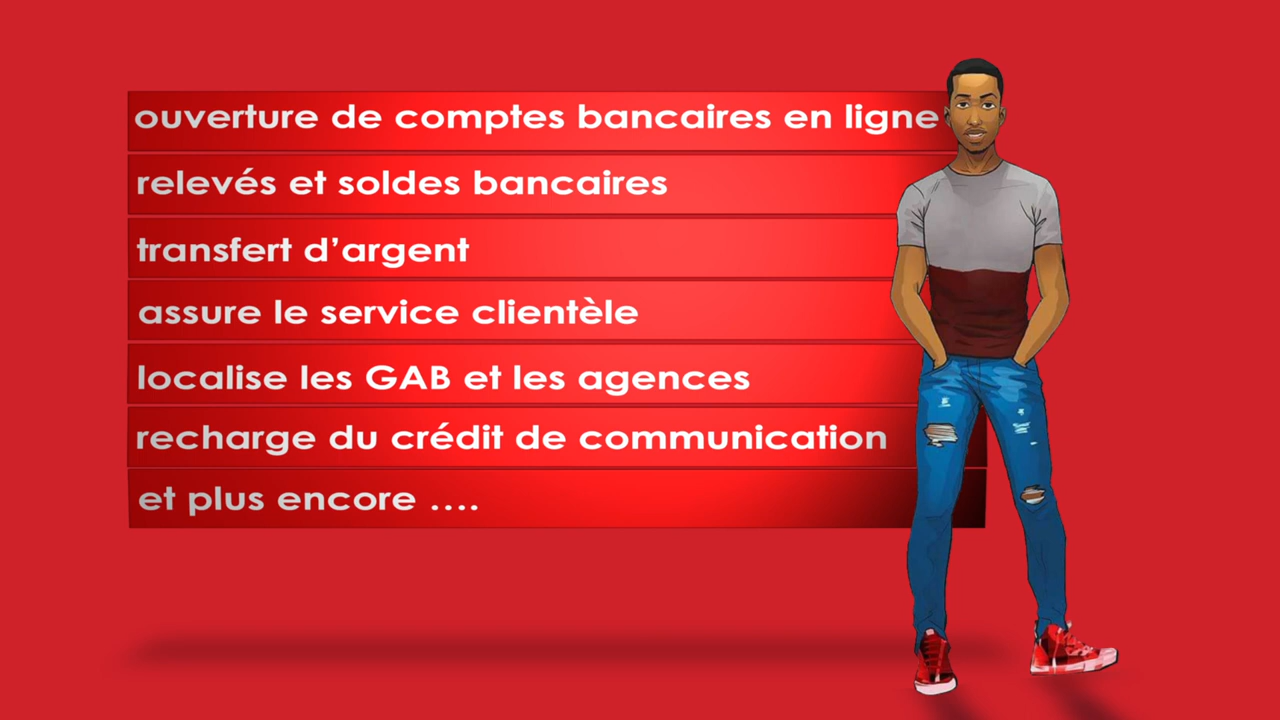 ouverture de comptes bancaires en ligne
relevés et soldes bancaires
transfert d’argent
assure le service clientèle
localise les GAB et les agences
recharge du crédit de communication
et plus encore ....